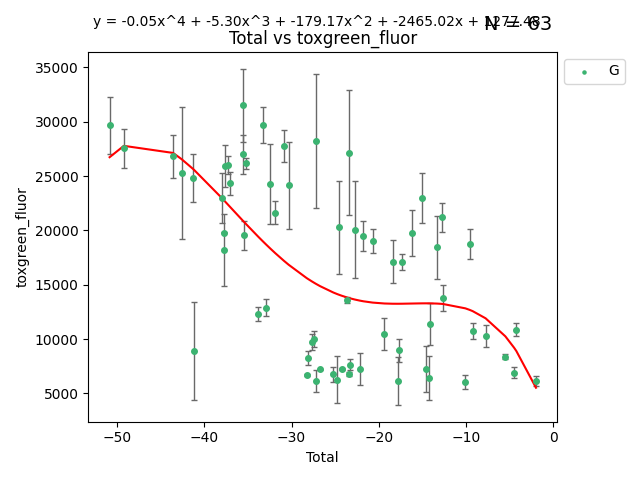 y = -0.05x^4 + -5.30x^3 + -179.17x^2 + -2465.02x +
N = 63
Total vs toxgreen_fluor
G
35000
30000
25000
20000
15000
10000
5000
toxgreen_fluor
−50 −40 −30 −20 −10 0
Total